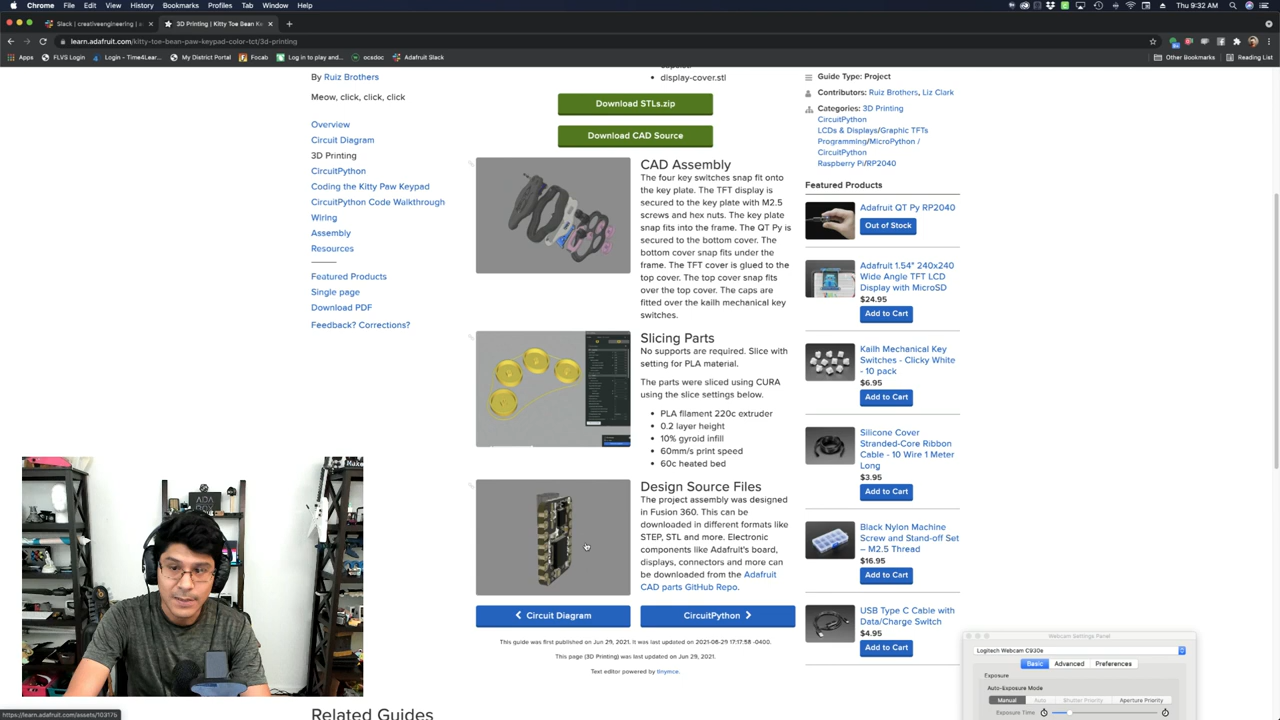 Chrome File Edit View History Bookmarks Profiles Tab Window Help
Thu 9:32 AM
Slack | creativeengineering |
3D Printing | Kitty Toe Bean Ke
learn.adafruit.com/kitty-toe-bean-paw-keypad-color-tct/3d-printing
Apps FLVS Login Login - Time4Lear... My District Portal Focab Log in to play and... ocsdoc Adafruit Slack
Other Bookmarks Reading List
By Ruiz Brothers
Meow, click, click, click
Overview
Circuit Diagram
3D Printing
CircuitPython
Coding the Kitty Paw Keypad
CircuitPython Code Walkthrough
Wiring
Assembly
Resources
Featured Products
Single page
Download PDF
Feedback? Corrections?
display-cover.stl
Download STLs.zip
Download CAD Source
CAD Assembly
The four key switches snap fit onto
the key plate. The TFT display is
secured to the key plate with M2.5
screws and hex nuts. The key plate
snap fits into the frame. The QT Py is
secured to the bottom cover. The
bottom cover snap fits under the
frame. The TFT cover is glued to the
top cover. The top cover snap fits
over the top cover. The caps are
fitted over the kailh mechanical key
switches.
Slicing Parts
No supports are required. Slice with
setting for PLA material.
The parts were sliced using CURA
using the slice settings below.
PLA filament 220c extruder
0.2 layer height
10% gyroid infill
60mm/s print speed
60c heated bed
Design Source Files
The project assembly was designed
in Fusion 360. This can be
downloaded in different formats like
STEP, STL and more. Electronic
components like Adafruit's board,
displays, connectors and more can
be downloaded from the Adafruit
CAD parts GitHub Repo.
Circuit Diagram
CircuitPython
This guide was first published on Jun 29, 2021. It was last updated on 2021-06-29 17:17:58 -0400.
This page (3D Printing) was last updated on Jun 29, 2021.
Text editor powered by tinymce.
Related Guides
Guide Type: Project
Contributors: Ruiz Brothers, Liz Clark
Categories: 3D Printing
CircuitPython
LCDs & Displays/Graphic TFTs
Programming/MicroPython /
CircuitPython
Raspberry Pi/RP2040
Featured Products
Adafruit QT Py RP2040
Out of Stock
Adafruit 1.54" 240x240
Wide Angle TFT LCD
Display with MicroSD
$24.95
Add to Cart
Kailh Mechanical Key
Switches - Clicky White
- 10 pack
$6.95
Add to Cart
Silicone Cover
Stranded-Core Ribbon
Cable - 10 Wire 1 Meter
Long
$3.95
Add to Cart
Black Nylon Machine
Screw and Stand-off Set
– M2.5 Thread
$16.95
Add to Cart
USB Type C Cable with
Data/Charge Switch
$4.95
Add to Cart
Webcam Settings Panel
Logitech Webcam C930e
Basic Advanced Preferences
Exposure
Auto-Exposure Mode
Manual Auto Shutter Priority Aperture Priority
Exposure Time:
ADA
BOX
https://learn.adafruit.com/assets/103175